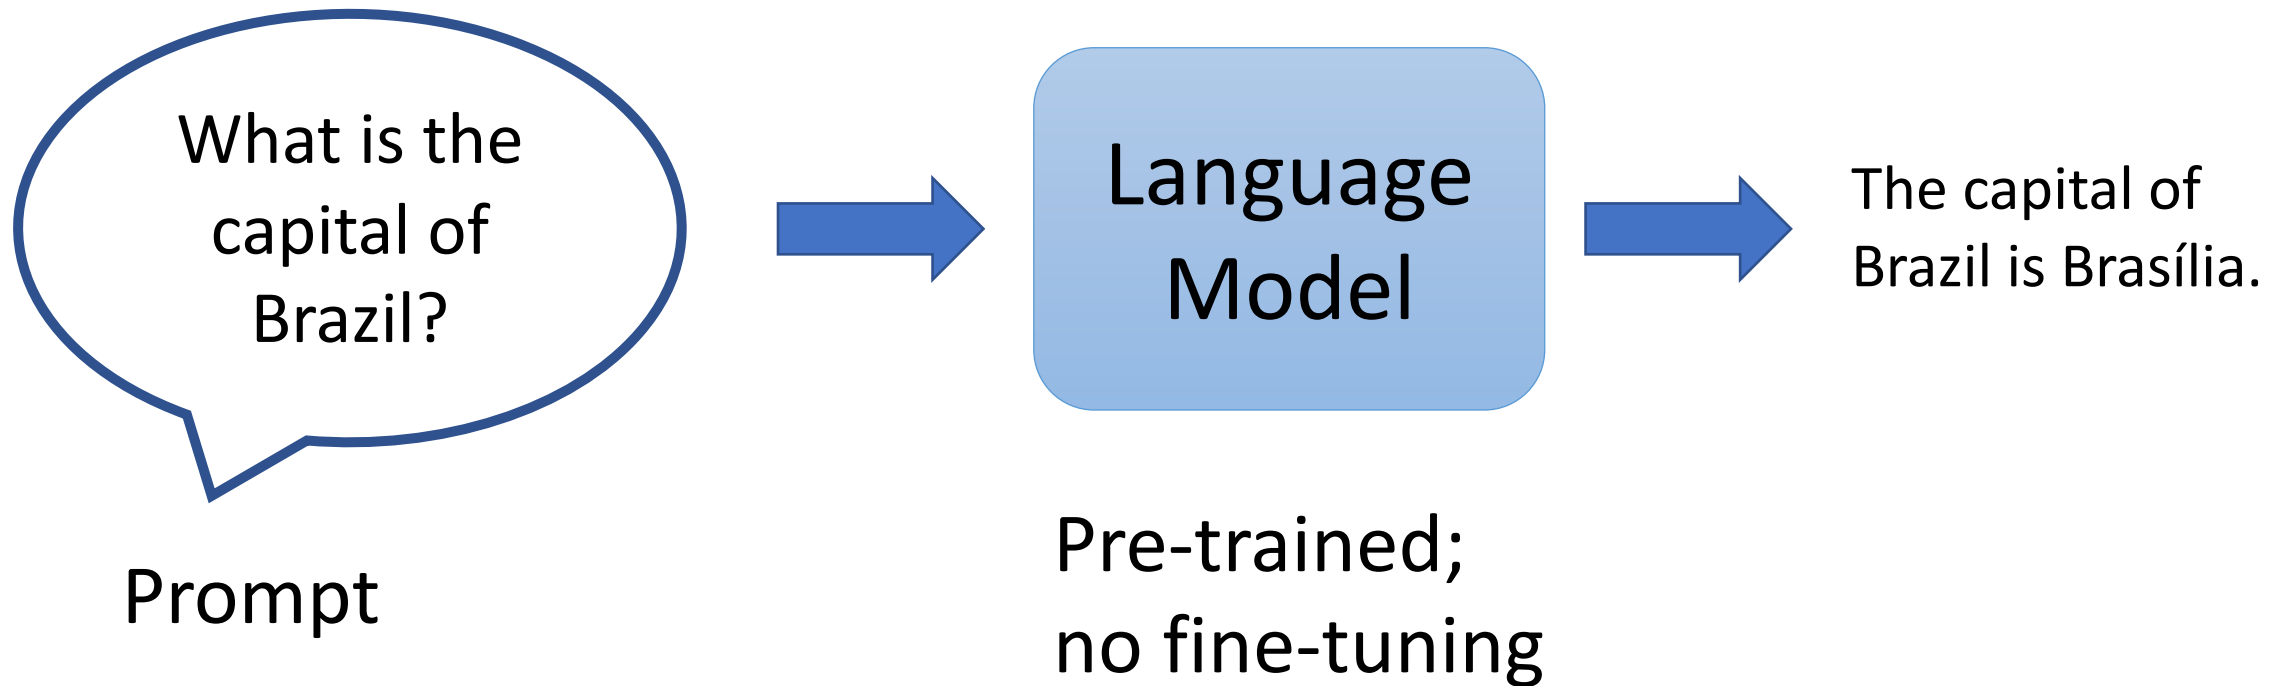 What is the
capital of
Brazil?
Prompt
Language
Model
Pre-trained;
no fine-tuning
The capital of
Brazil is Brasília.